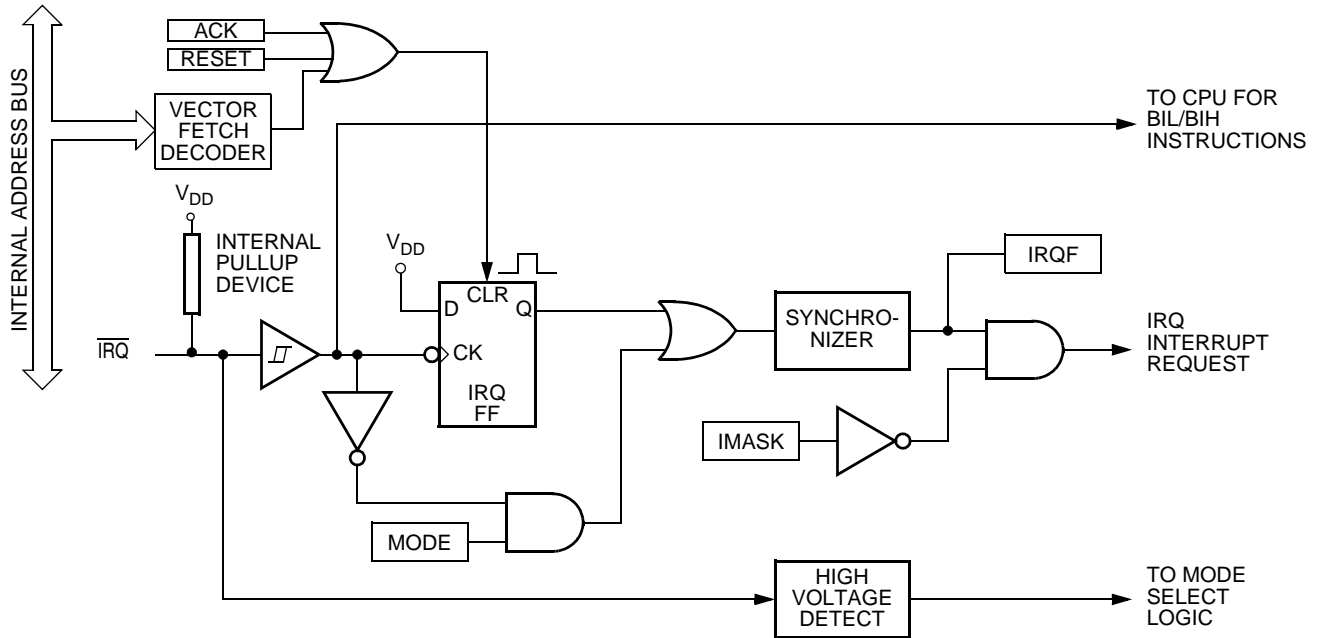 INTERNAL ADDRESS BUS
ACK
RESET
VECTOR
FETCH
DECODER
TO CPU FOR
BIL/BIH
INSTRUCTIONS
VDD
INTERNAL
PULLUP
DEVICE
VDD
IRQ
CLR
D
Q
CK
IRQ
FF
SYNCHRO-
NIZER
IRQF
IRQ
INTERRUPT
REQUEST
IMASK
MODE
HIGH
VOLTAGE
DETECT
TO MODE
SELECT
LOGIC